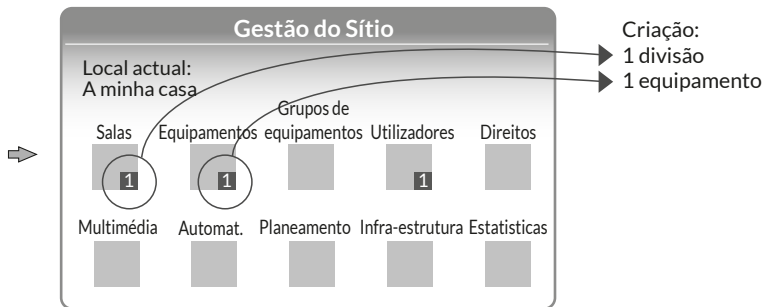 Gestão do Sítio
Local actual:
A minha casa
Salas
Equipamentos
Grupos de
equipamentos
Utilizadores
Direitos
1
1
1
Multimédia
Automat.
Planeamento
Infra-estrutura
Estatisticas
Criação:
1 divisão
1 equipamento